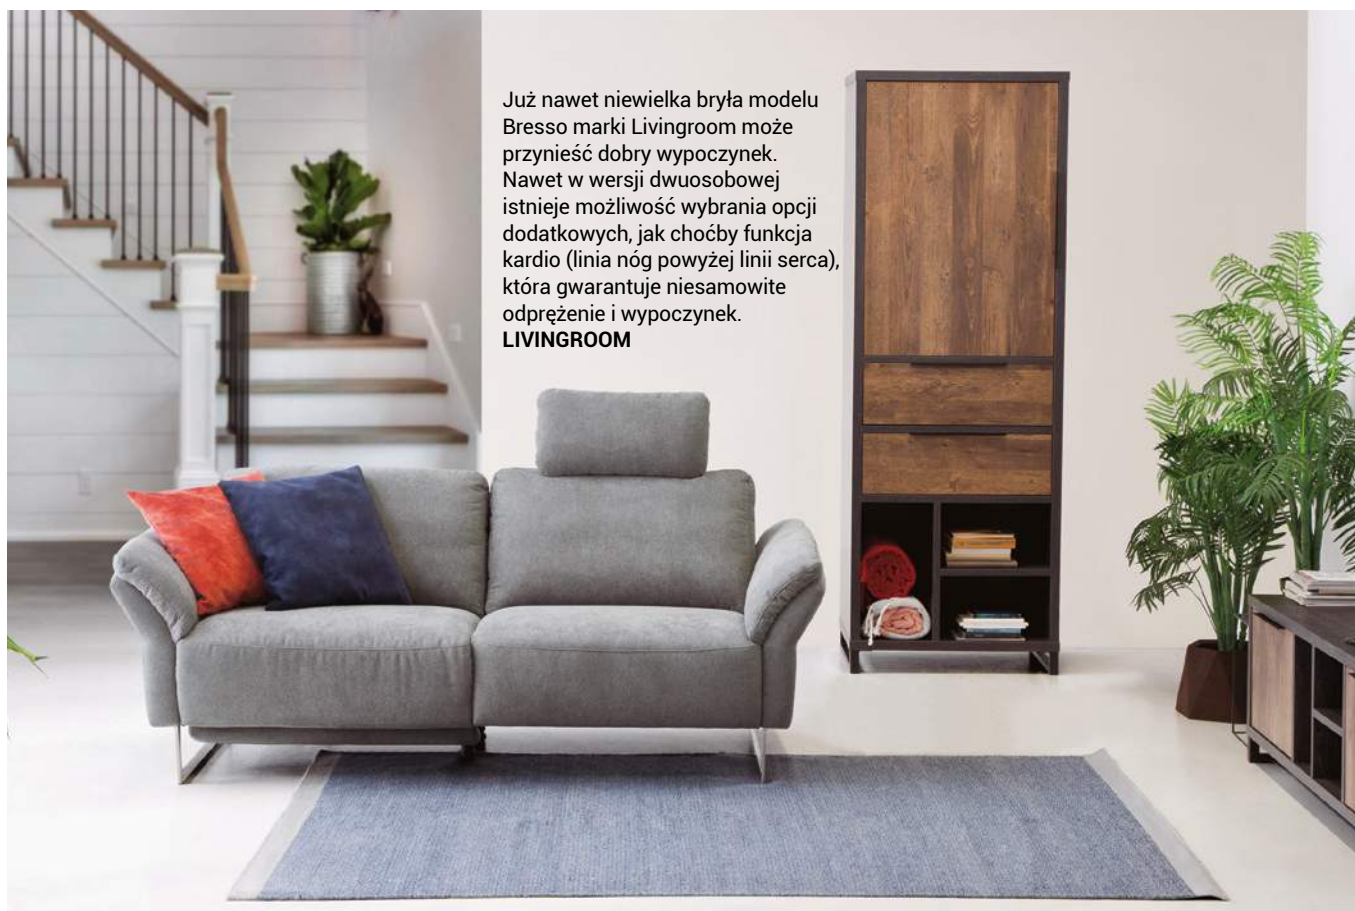 Już nawet niewielka bryła modelu
Bresso marki Livingroom może
przynieść dobry wypoczynek.
Nawet w wersji dwuosobowej
istnieje możliwość wybrania opcji
dodatkowych, jak choćby funkcja
kardio (linia nóg powyżej linii serca),
która gwarantuje niesamowite
odprężenie i wypoczynek.
LIVINGROOM